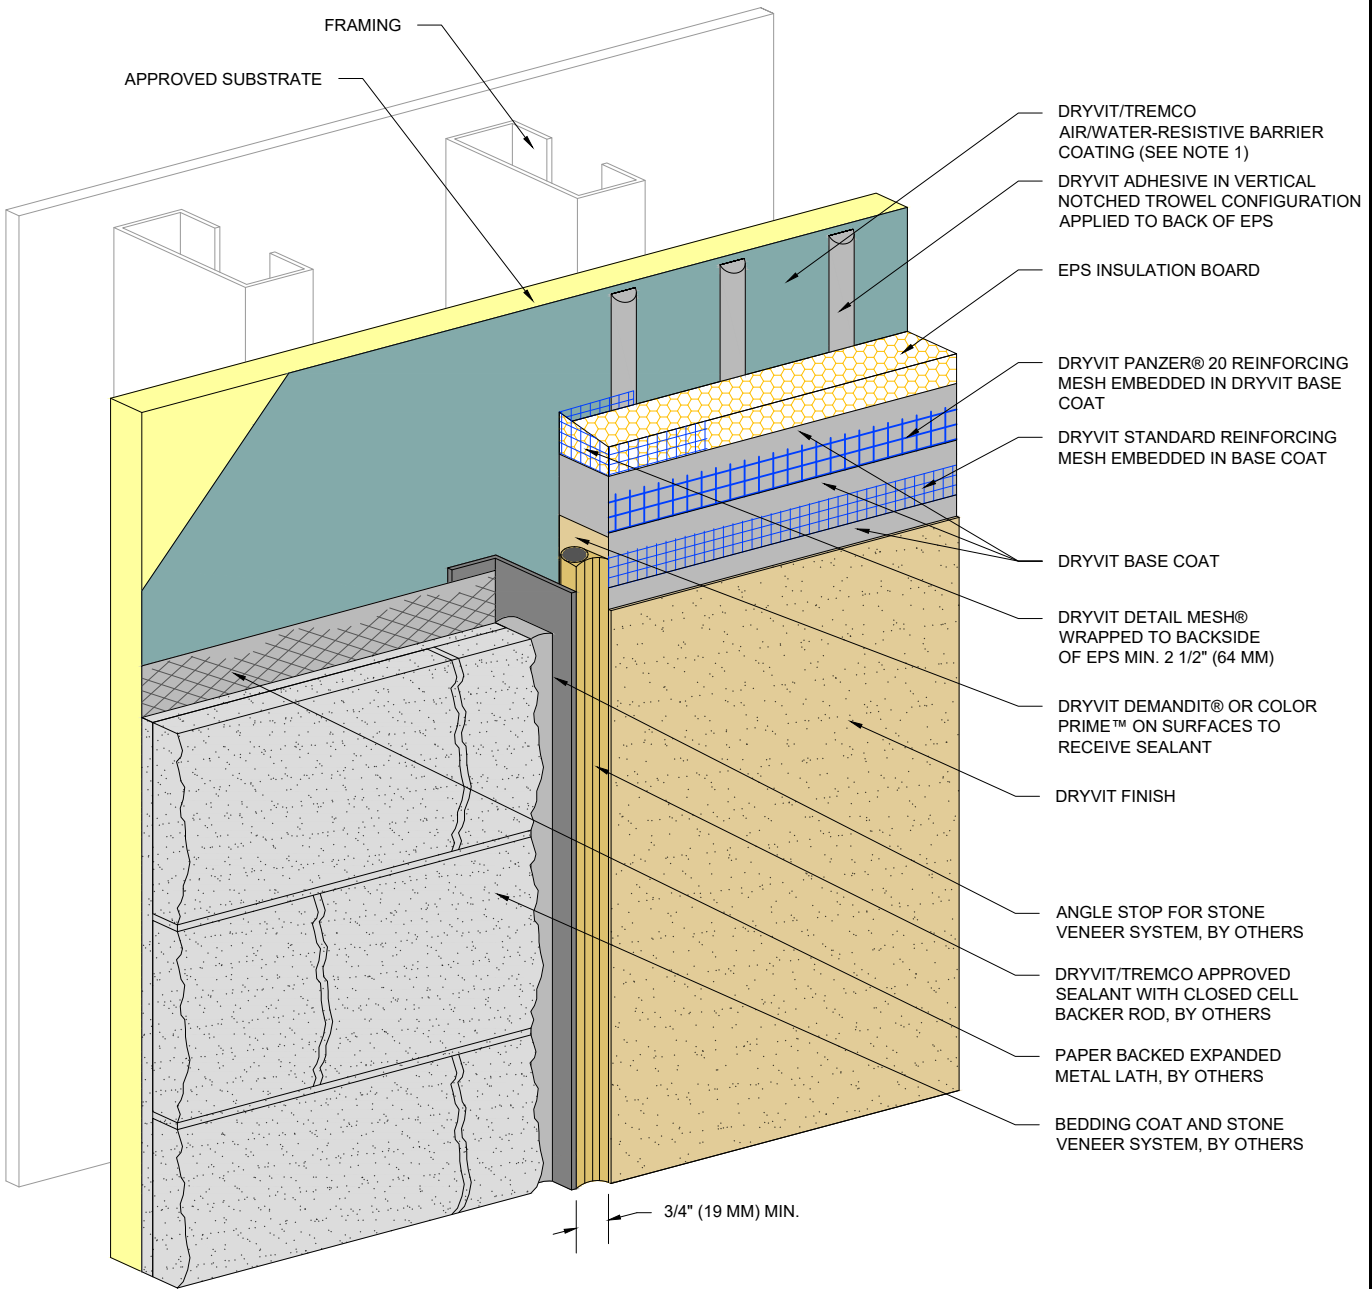 FRAMING
APPROVED SUBSTRATE
DRYVIT/TREMCO
AIR/WATER-RESISTIVE BARRIER
COATING (SEE NOTE 1)
DRYVIT ADHESIVE IN VERTICAL
NOTCHED TROWEL CONFIGURATION
APPLIED TO BACK OF EPS
EPS INSULATION BOARD
DRYVIT PANZER® 20 REINFORCING
MESH EMBEDDED IN DRYVIT BASE
COAT
DRYVIT STANDARD REINFORCING
MESH EMBEDDED IN BASE COAT
DRYVIT BASE COAT
DRYVIT DETAIL MESH®
WRAPPED TO BACKSIDE
OF EPS MIN. 2 1/2" (64 MM)
DRYVIT DEMANDIT® OR COLOR
PRIME™ ON SURFACES TO
RECEIVE SEALANT
DRYVIT FINISH
ANGLE STOP FOR STONE
VENEER SYSTEM, BY OTHERS
DRYVIT/TREMCO APPROVED
SEALANT WITH CLOSED CELL
BACKER ROD, BY OTHERS
PAPER BACKED EXPANDED
METAL LATH, BY OTHERS
BEDDING COAT AND STONE
VENEER SYSTEM, BY OTHERS
3/4" (19 MM) MIN.